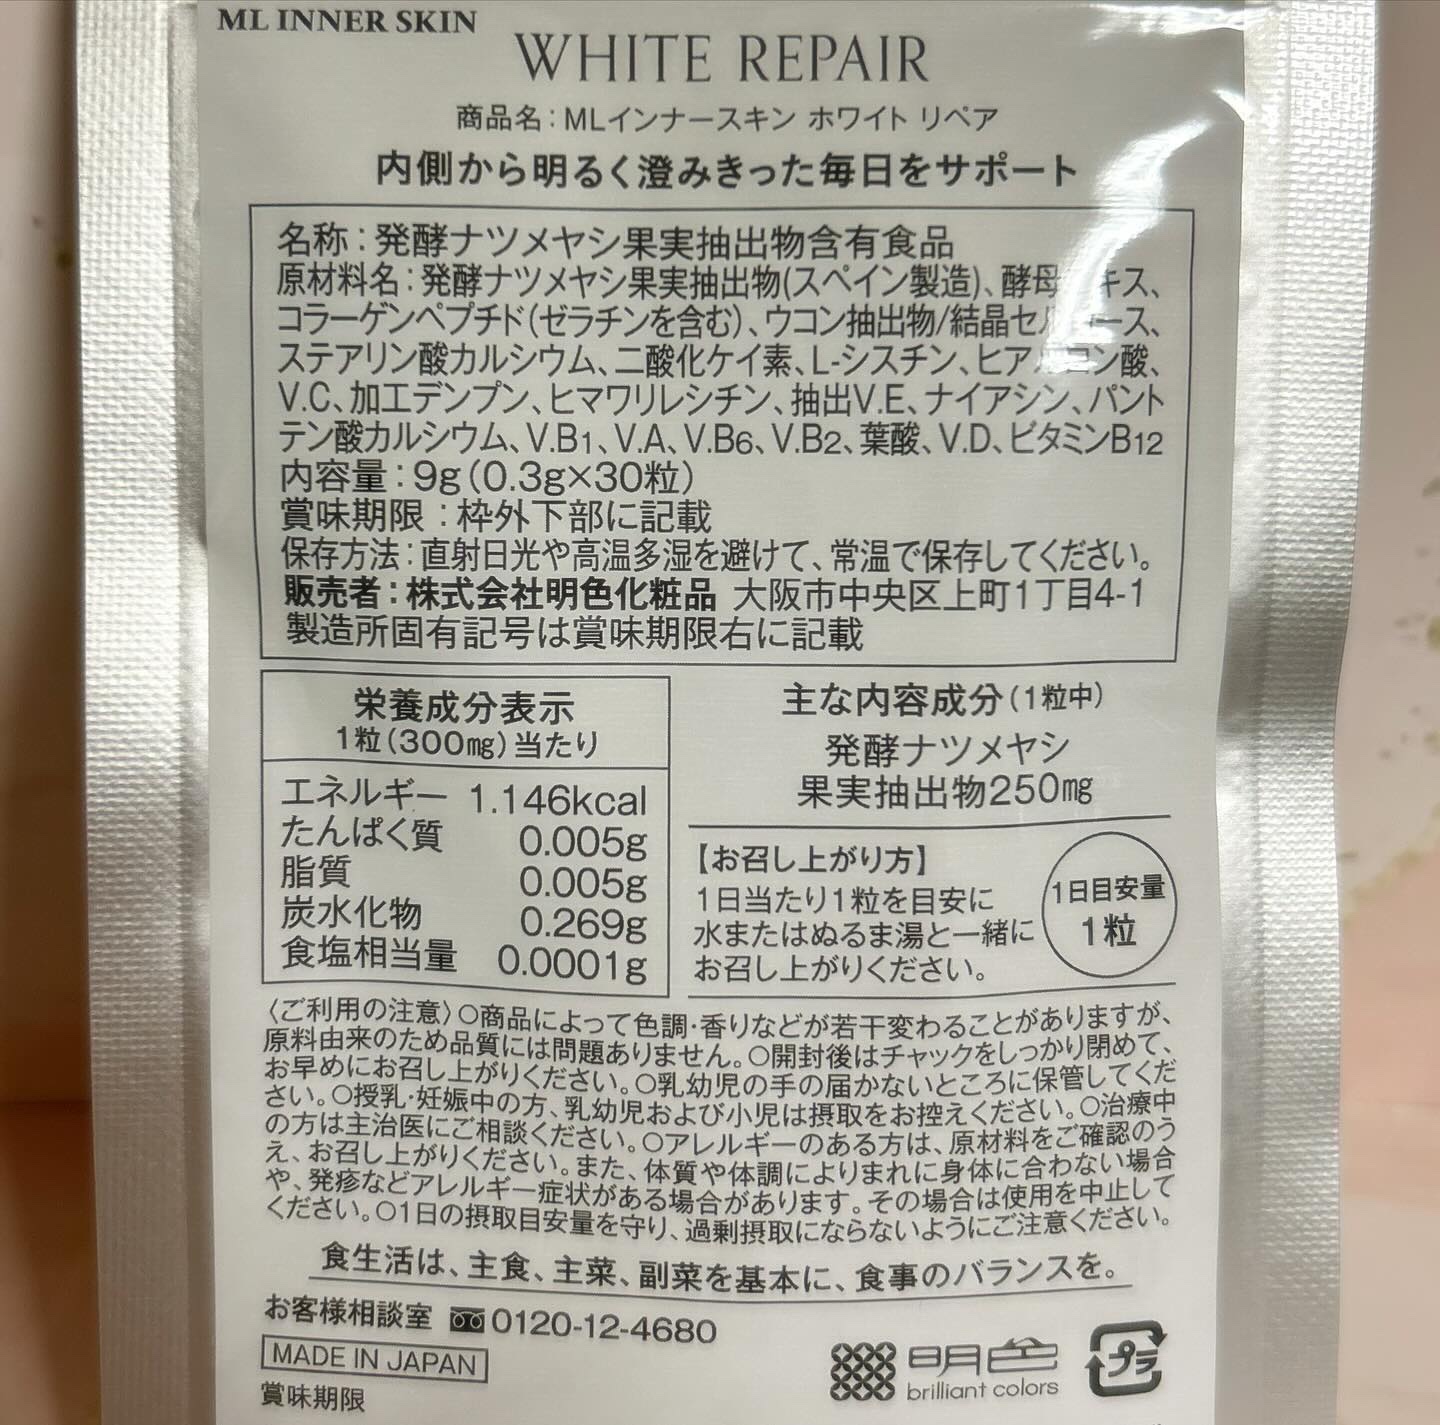 ML INNER SKIN
WHITE REPAIR
商品名：MLインナースキン ホワイト リペア
内側から明るく澄みきった毎日をサポート
名称：発酵ナツメヤシ果実抽出物含有食品
原材料名：発酵ナツメヤシ果実抽出物(スペイン製造)、酵母キス、
コラーゲンペプチド(ゼラチンを含む)、ウコン抽出物/結晶セルース、
ステアリン酸カルシウム、二酸化ケイ素、L-シスチン、ヒアルロン酸、
V.C、加工デンプン、ヒマワリレシチン、抽出V.E、ナイアシン、パント
テン酸カルシウム、V.B1、V.A、V.B6、V.B2、葉酸、V.D、ビタミンB12
内容量：9g(0.3g×30粒)
賞味期限：枠外下部に記載
保存方法：直射日光や高温多湿を避けて、常温で保存してください。
販売者：株式会社明色化粧品 大阪市中央区上町1丁目4-1
製造所固有記号は賞味期限右に記載
栄養成分表示
1粒(300㎎)当たり
エネルギー 1.146kcal
たんぱく質 0.005g
脂質 0.005g
炭水化物 0.269g
食塩相当量 0.0001g
主な内容成分(1粒中)
発酵ナツメヤシ
果実抽出物250㎎
【お召し上がり方】
1日当たり1粒を目安に
水またはぬるま湯と一緒に
お召し上がりください。
1日目安量
1粒
〈ご利用の注意〉○商品によって色調・香りなどが若干変わることがありますが、
原料由来のため品質には問題ありません。○開封後はチャックをしっかり閉めて、
お早めにお召し上がりください。○乳幼児の手の届かないところに保管してくだ
さい。○授乳・妊娠中の方、乳幼児および小児は摂取をお控えください。○治療中
の方は主治医にご相談ください。○アレルギーのある方は、原材料をご確認のう
え、お召し上がりください。また、体質や体調によりまれに身体に合わない場合
や、発疹などアレルギー症状がある場合があります。その場合は使用を中止して
ください。○1日の摂取目安量を守り、過剰摂取にならないようにご注意ください。
食生活は、主食、主菜、副菜を基本に、食事のバランスを。
お客様相談室 0120-12-4680
MADE IN JAPAN
賞味期限
明色
brilliant colors
プラ